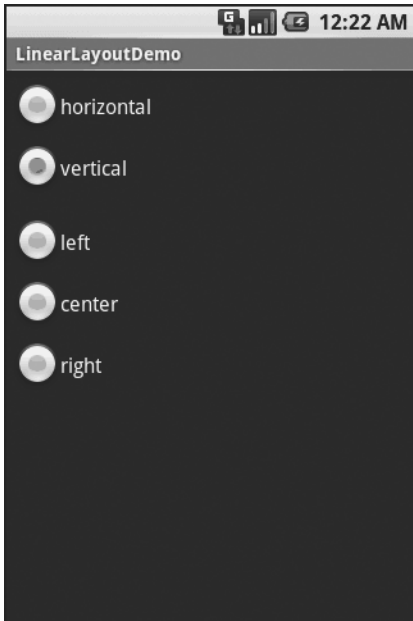 G 12:22 AM
LinearLayoutDemo
horizontal
vertical
left
center
right